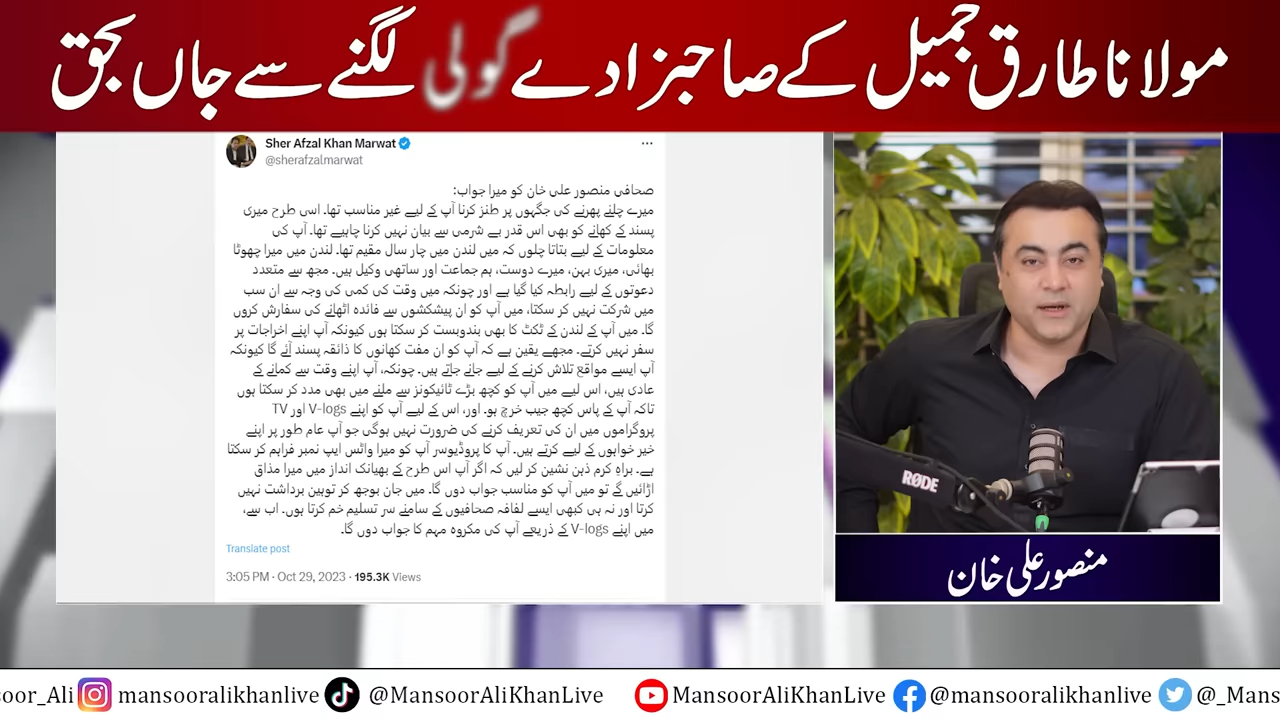 مولانا طارق جمیل کے صاحبزادے گولی لگنے سے جاں بحق
Sher Afzal Khan Marwat
@sherafzalmarwat
صحافی منصور علی خان کو میرا جواب:
میرے چلنے پھرنے کی جگہوں پر طنز کرنا آپ کے لیے غیر مناسب تھا۔ اسی طرح میری
پسند کے کھانے کو بھی اس قدر بے شرمی سے بیان نہیں کرنا چاہیے تھا۔ آپ کی
معلومات کے لیے بتاتا چلوں کہ میں لندن میں چار سال مقیم تھا۔ لندن میں میرا چھوٹا
بھائی، میری بہن، میرے دوست، ہم جماعت اور ساتھی وکیل ہیں۔ مجھ سے متعدد
دعوتوں کے لیے رابطہ کیا گیا ہے اور چونکہ میں وقت کی کمی کی وجہ سے ان سب
میں شرکت نہیں کر سکتا، میں آپ کو ان پیشکشوں سے فائدہ اٹھانے کی سفارش کروں
گا۔ میں آپ کے لندن کے ٹکٹ کا بھی بندوبست کر سکتا ہوں کیونکہ آپ اپنے اخراجات پر
سفر نہیں کرتے۔ مجھے یقین ہے کہ آپ کو ان مفت کھانوں کا ذائقہ پسند آئے گا کیونکہ
آپ ایسے مواقع تلاش کرنے کے لیے جانے جاتے ہیں۔ چونکہ، آپ اپنے وقت سے کمانے کے
عادی ہیں، اس لیے میں آپ کو کچھ بڑے ٹائیکونز سے ملنے میں بھی مدد کر سکتا ہوں
تاکہ آپ کے پاس کچھ جیب خرچ ہو۔ اور، اس کے لیے آپ کو اپنے V-logs اور TV
پروگراموں میں ان کی تعریف کرنے کی ضرورت نہیں ہوگی جو آپ عام طور پر اپنے
خیر خواہوں کے لیے کرتے ہیں۔ آپ کا پروڈیوسر آپ کو میرا واٹس ایپ نمبر فراہم کر سکتا
ہے۔ براہِ کرم ذہن نشین کر لیں کہ اگر آپ اس طرح کے بھیانک انداز میں میرا مذاق
اڑائیں گے تو میں آپ کو مناسب جواب دوں گا۔ میں جان بوجھ کر توہین برداشت نہیں
کرتا اور نہ ہی کبھی ایسے لفافہ صحافیوں کے سامنے سر تسلیم خم کرتا ہوں۔ اب سے،
میں اپنے V-logs کے ذریعے آپ کی مکروہ مہم کا جواب دوں گا۔
Translate post
3:05 PM · Oct 29, 2023 · 195.3K Views
RØDE
منصور علی خان
oor_Ali mansooralikhanlive @MansoorAliKhanLive MansoorAliKhanLive @mansooralikhanlive @_Mans